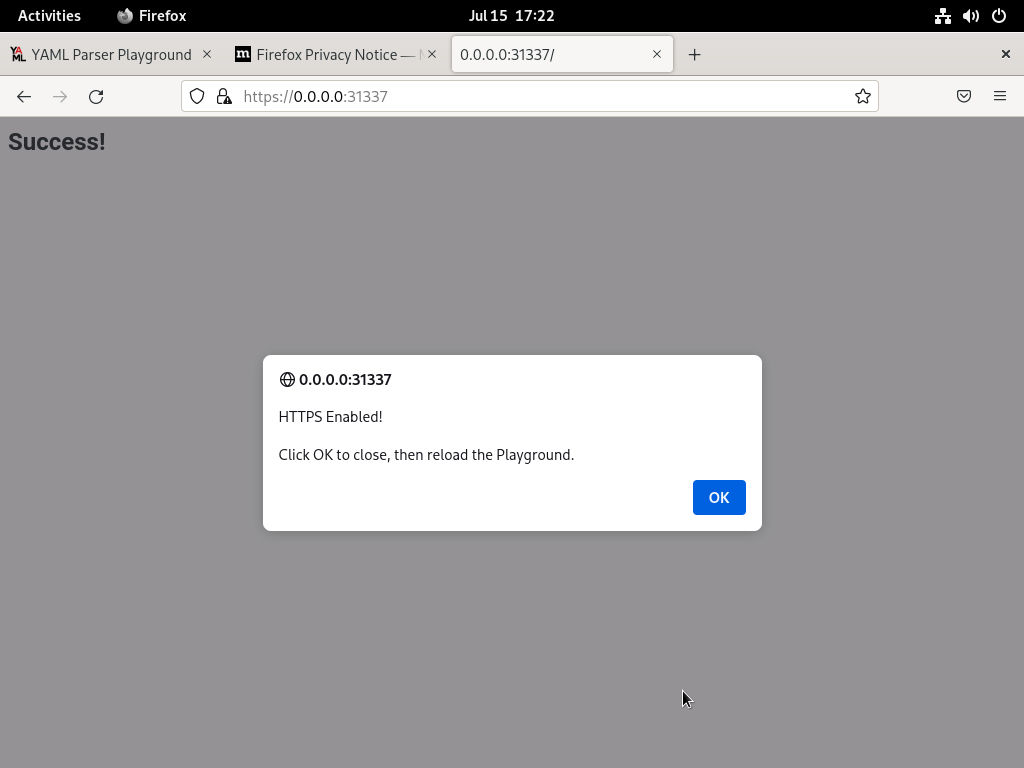 Activities Firefox Jul 15 17:22
YAML Parser Playground Firefox Privacy Notice — 0.0.0.0:31337/
https://0.0.0.0:31337
Success!
0.0.0.0:31337
HTTPS Enabled!
Click OK to close, then reload the Playground.
OK